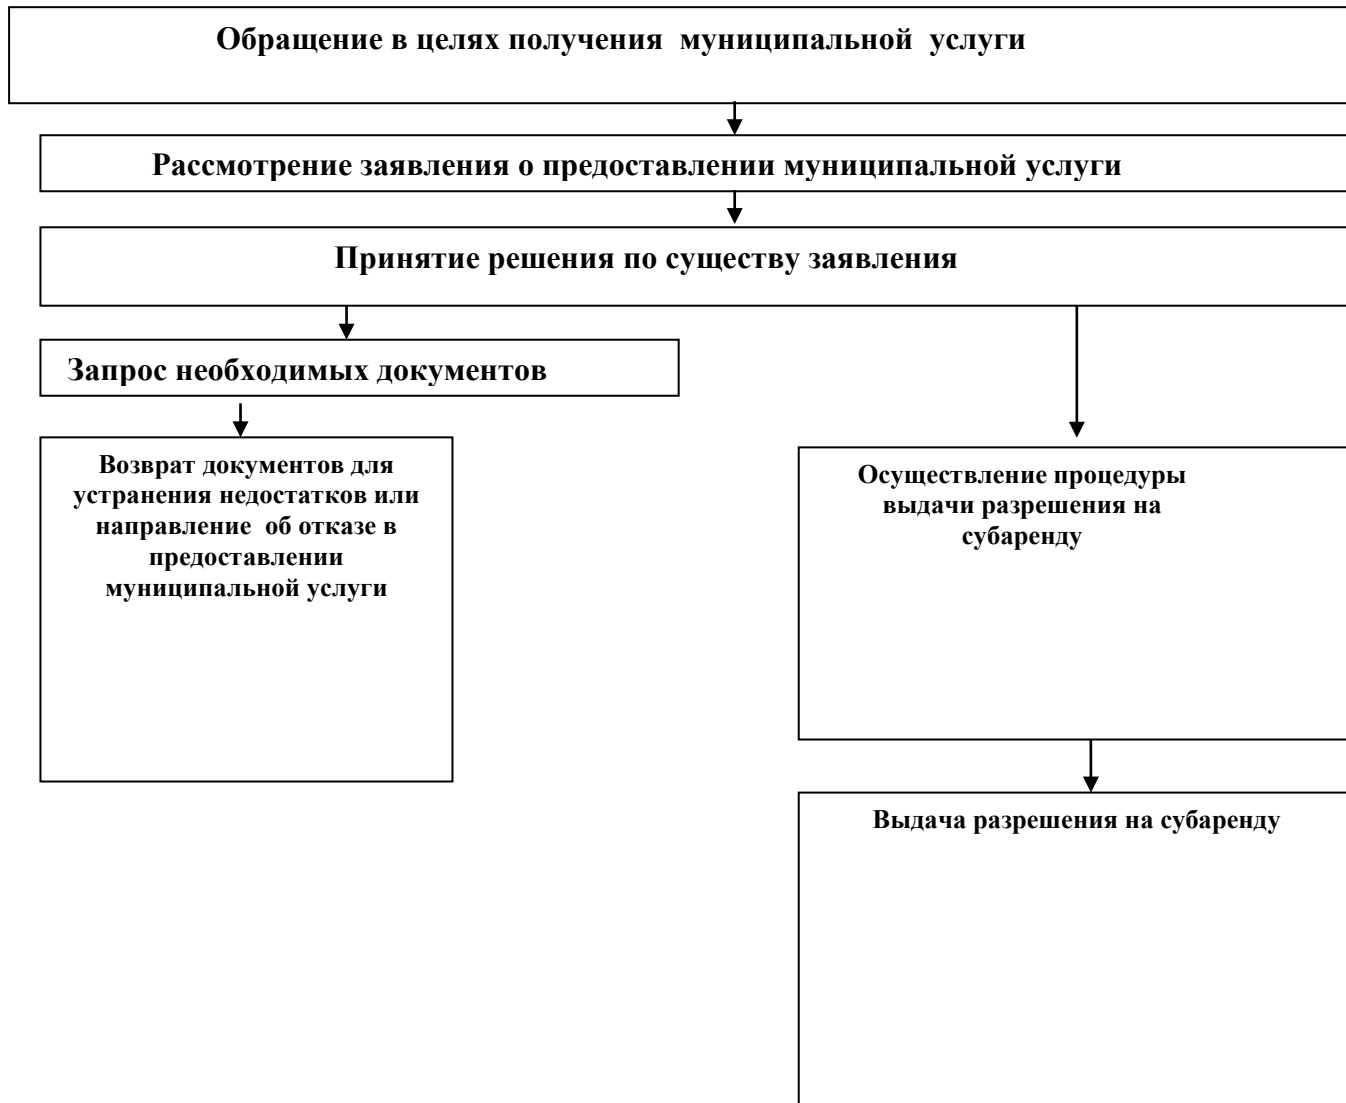 Обращение в целях получения муниципальной услуги
Рассмотрение заявления о предоставлении муниципальной услуги
Принятие решения по существу заявления
Запрос необходимых документов
Возврат документов для
устранения недостатков или
направление об отказе в
предоставлении
муниципальной услуги
Осуществление процедуры
выдачи разрешения на
субаренду
Выдача разрешения на субаренду